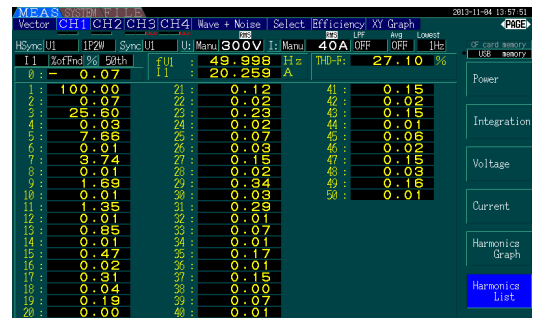 MEAS SYSTEM FILE 2013-11-04 13:57:51
Vector CH1 CH2 CH3 CH4 Wave + Noise Select Efficiency XY Graph PAGE
RMS RMS LPF Avg Lowest
HSync U1 1P2W Sync U1 U: Manu 300V I: Manu 40A OFF OFF 1Hz
CF card memory
USB memory
I1 %ofFnd % 50th fU1 : 49.998 Hz THD-F: 27.10 %
0 : - 0.07 I1 : 20.259 A
1 : 100.00 21 : 0.12 41 : 0.15
2 : 0.07 22 : 0.02 42 : 0.02
3 : 25.60 23 : 0.23 43 : 0.15
4 : 0.03 24 : 0.02 44 : 0.01
5 : 7.66 25 : 0.07 45 : 0.06
6 : 0.01 26 : 0.03 46 : 0.02
7 : 3.74 27 : 0.15 47 : 0.15
8 : 0.01 28 : 0.02 48 : 0.03
9 : 1.69 29 : 0.34 49 : 0.16
10 : 0.01 30 : 0.03 50 : 0.01
11 : 1.35 31 : 0.29
12 : 0.01 32 : 0.01
13 : 0.85 33 : 0.07
14 : 0.01 34 : 0.01
15 : 0.47 35 : 0.17
16 : 0.02 36 : 0.01
17 : 0.31 37 : 0.15
18 : 0.04 38 : 0.00
19 : 0.19 39 : 0.07
20 : 0.00 40 : 0.01
Power
Integration
Voltage
Current
Harmonics
Graph
Harmonics
List